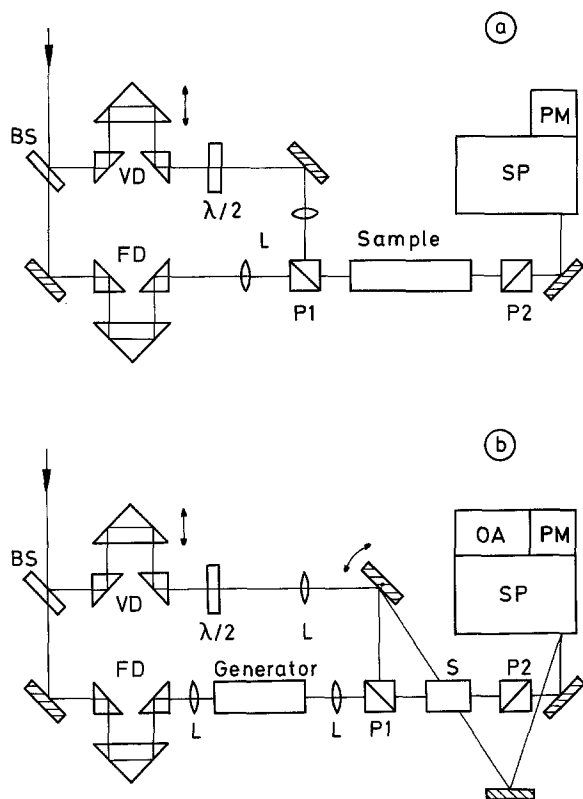 a
PM
BS
VD
SP
λ/2
FD
L
Sample
P1
P2
b
OA PM
BS
VD
SP
λ/2
L
FD
Generator
S
P2
L
L
P1